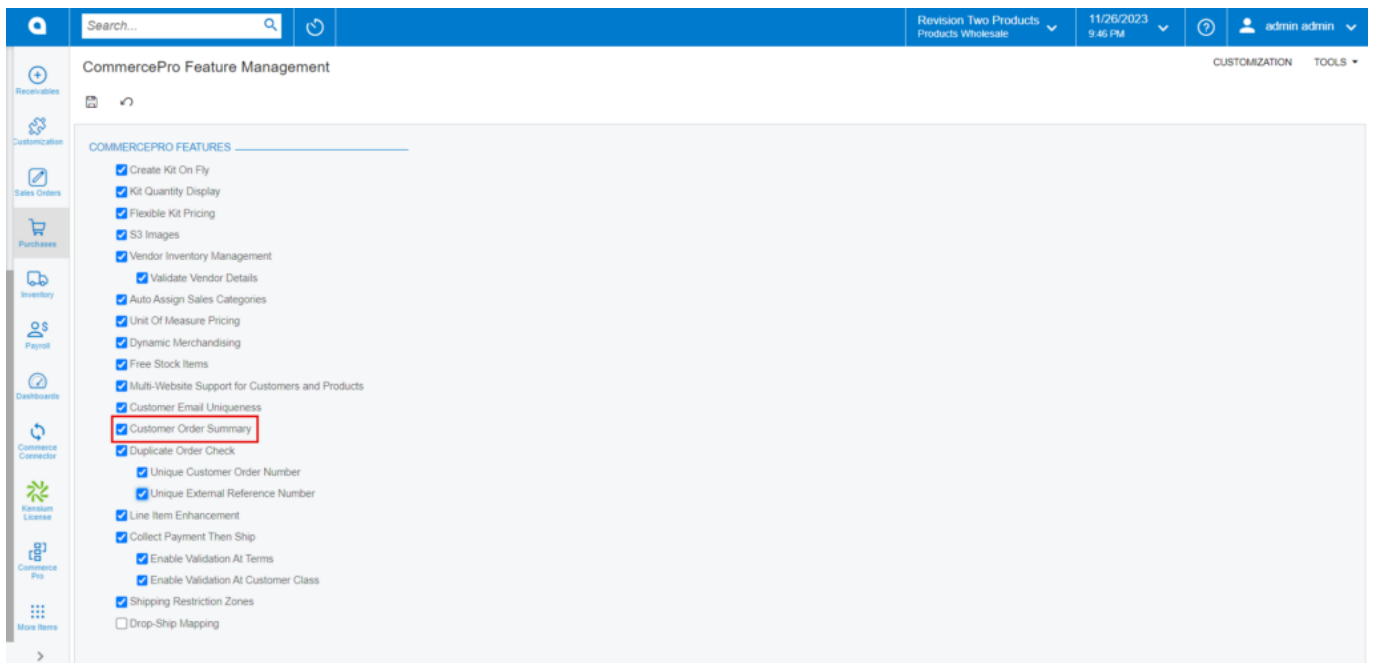 Search...
Revision Two Products
Products Wholesale
11/26/2023
9:46 PM
admin admin
CommercePro Feature Management
CUSTOMIZATION
TOOLS
Receivables
Customization
Sales Orders
Purchases
Inventory
Payroll
Dashboards
Commerce
Connector
Kensium
License
Commerce
Pro
More Items
COMMERCEPRO FEATURES
Create Kit On Fly
Kit Quantity Display
Flexible Kit Pricing
S3 Images
Vendor Inventory Management
Validate Vendor Details
Auto Assign Sales Categories
Unit Of Measure Pricing
Dynamic Merchandising
Free Stock Items
Multi-Website Support for Customers and Products
Customer Email Uniqueness
Customer Order Summary
Duplicate Order Check
Unique Customer Order Number
Unique External Reference Number
Line Item Enhancement
Collect Payment Then Ship
Enable Validation At Terms
Enable Validation At Customer Class
Shipping Restriction Zones
Drop-Ship Mapping